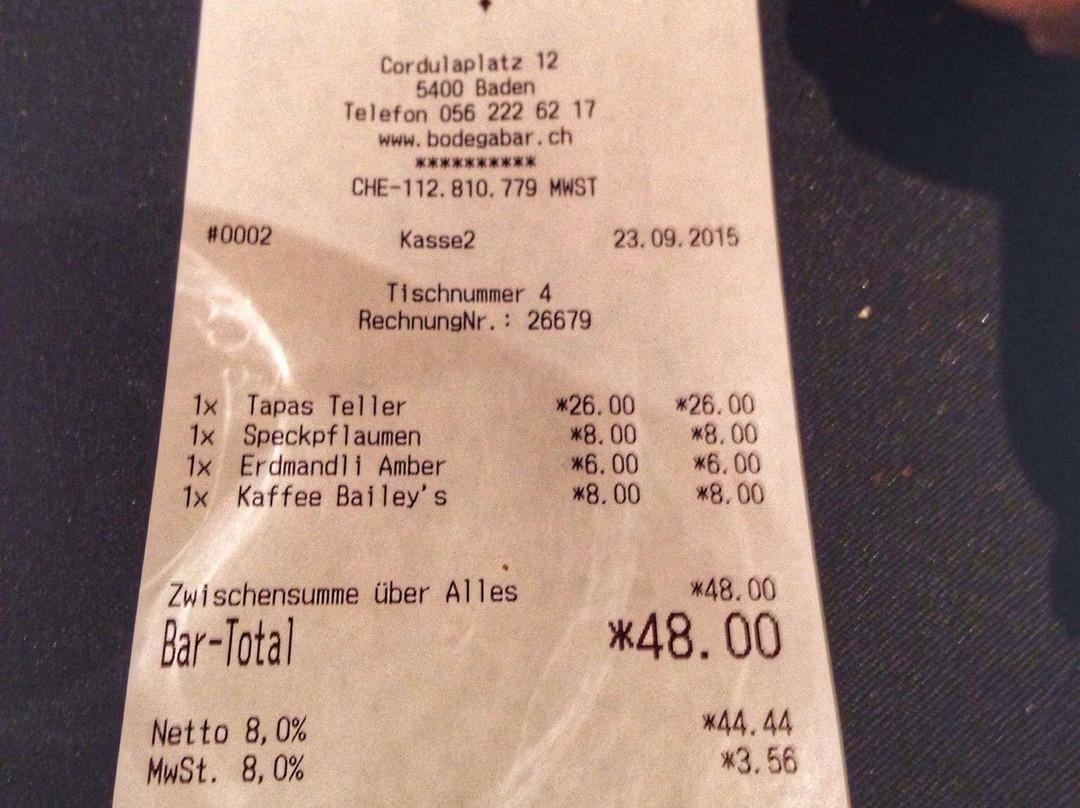 Cordulaplatz 12
5400 Baden
Telefon 056 222 62 17
www.bodegabar.ch
**********
CHE-112.810.779 MWST
#0002 Kasse2 23.09.2015
Tischnummer 4
RechnungNr.: 26679
1x Tapas Teller *26.00 *26.00
1x Speckpflaumen *8.00 *8.00
1x Erdmandli Amber *6.00 *6.00
1x Kaffee Bailey's *8.00 *8.00
Zwischensumme über Alles *48.00
Bar-Total *48.00
Netto 8,0% *44.44
MwSt. 8,0% *3.56